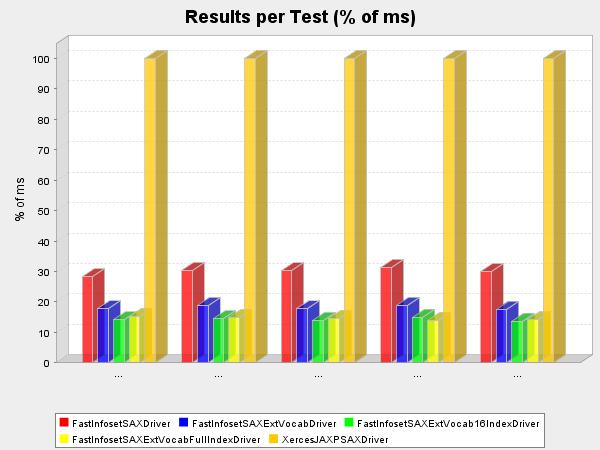 Results per Test (% of ms)
% of ms
100
90
80
70
60
50
40
30
20
10
0
... ... ... ... ...
FastInfosetSAXDriver FastInfosetSAXExtVocabDriver FastInfosetSAXExtVocab16IndexDriver
FastInfosetSAXExtVocabFullIndexDriver XercesJAXPSAXDriver